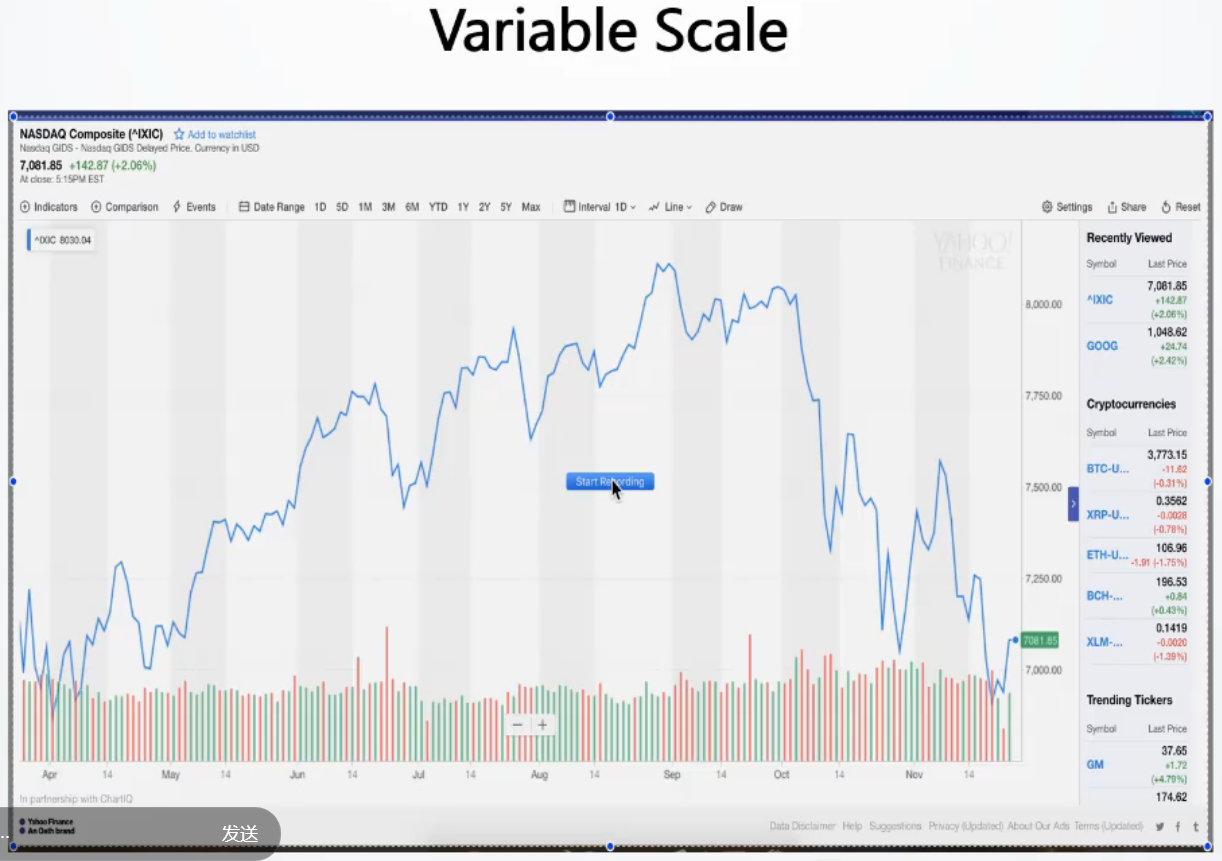 Variable Scale
NASDAQ Composite (^IXIC) Add to watchlist
Nasdaq GIDS - Nasdaq GIDS Delayed Price. Currency in USD
7,081.85 +142.87 (+2.06%)
At close: 5:15PM EST
Indicators Comparison Events Date Range 1D 5D 1M 3M 6M YTD 1Y 2Y 5Y Max Interval 1D Line Draw Settings Share Reset
^IXIC 8030.04
YAHOO!
FINANCE
8,000.00
7,750.00
7,500.00
7,250.00
7081.85
7,000.00
Start Recording
− +
Apr 14 May 14 Jun 14 Jul 14 Aug 14 Sep 14 Oct 14 Nov 14
In partnership with ChartIQ
Recently Viewed
Symbol Last Price
^IXIC 7,081.85
+142.87
(+2.06%)
GOOG 1,048.62
+24.74
(+2.42%)
Cryptocurrencies
Symbol Last Price
BTC-U... 3,773.15
-11.62
(-0.31%)
XRP-U... 0.3562
-0.0028
(-0.78%)
ETH-U... 106.96
-1.91 (-1.75%)
BCH-... 196.53
+0.84
(+0.43%)
XLM-... 0.1419
-0.0020
(-1.39%)
Trending Tickers
Symbol Last Price
GM 37.65
+1.72
(+4.79%)
174.62
Yahoo Finance
An Oath brand
... 发送
Data Disclaimer Help Suggestions Privacy (Updated) About Our Ads Terms (Updated)